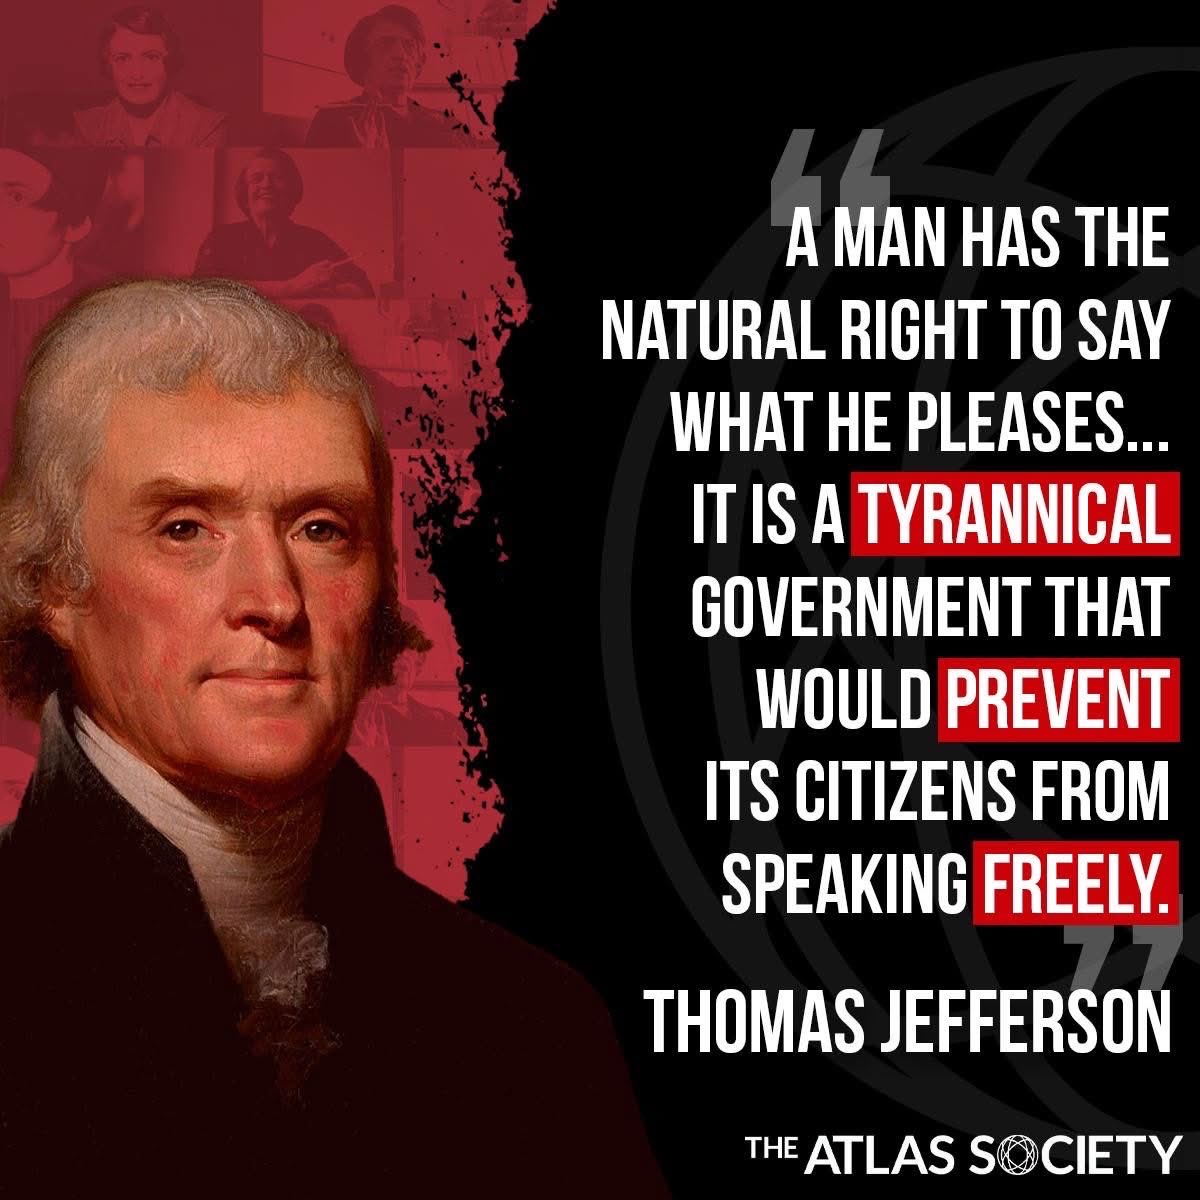 “
A MAN HAS THE
NATURAL RIGHT TO SAY
WHAT HE PLEASES...
IT IS A TYRANNICAL
GOVERNMENT THAT
WOULD PREVENT
ITS CITIZENS FROM
SPEAKING FREELY.
”
THOMAS JEFFERSON
THE ATLAS SOCIETY